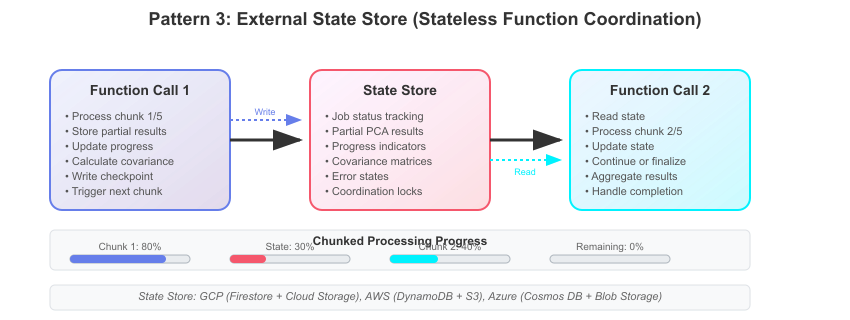 Pattern 3: External State Store (Stateless Function Coordination)
Function Call 1
• Process chunk 1/5
• Store partial results
• Update progress
• Calculate covariance
• Write checkpoint
• Trigger next chunk
Write
State Store
• Job status tracking
• Partial PCA results
• Progress indicators
• Covariance matrices
• Error states
• Coordination locks
Read
Function Call 2
• Read state
• Process chunk 2/5
• Update state
• Continue or finalize
• Aggregate results
• Handle completion
Chunked Processing Progress
Chunk 1: 80%
State: 30%
Chunk 2: 40%
Remaining: 0%
State Store: GCP (Firestore + Cloud Storage), AWS (DynamoDB + S3), Azure (Cosmos DB + Blob Storage)